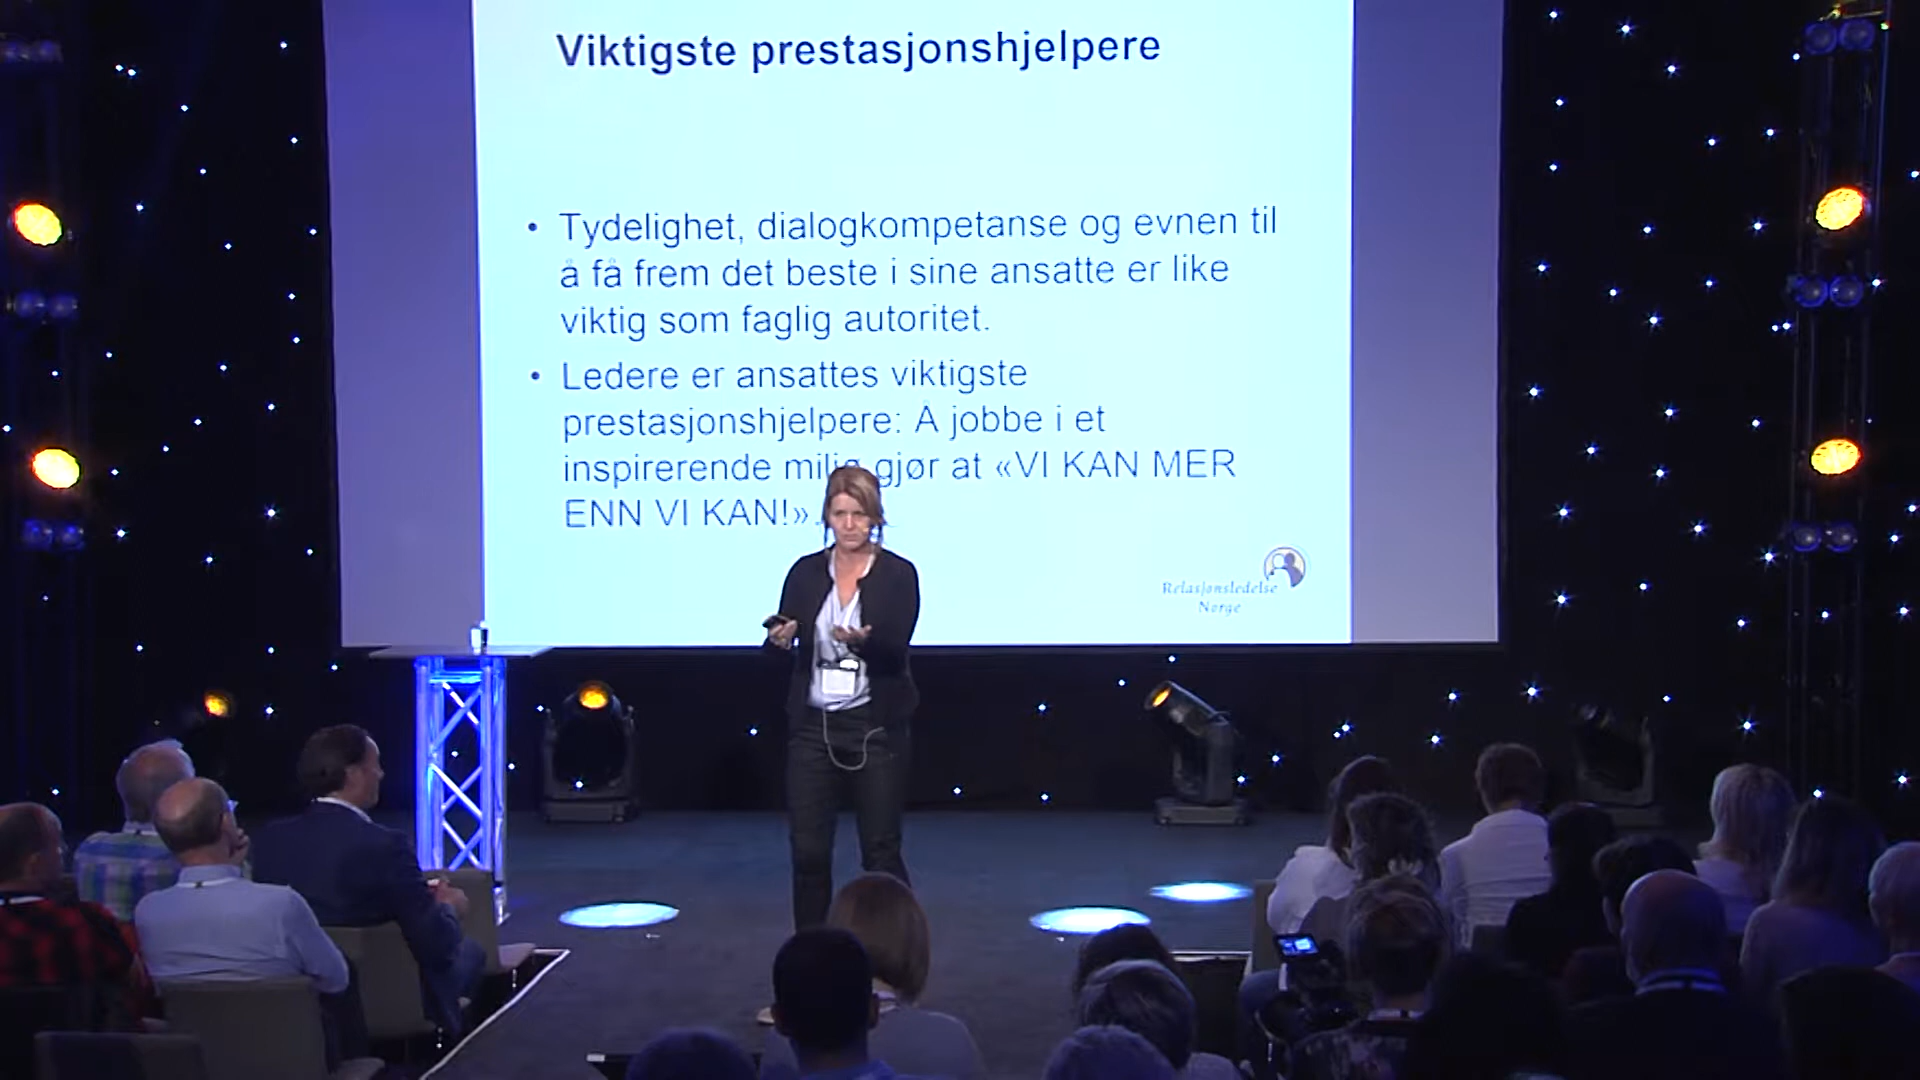 Viktigste prestasjonshjelpere
• Tydelighet, dialogkompetanse og evnen til
å få frem det beste i sine ansatte er like
viktig som faglig autoritet.
• Ledere er ansattes viktigste
prestasjonshjelpere: Å jobbe i et
inspirerende miljø gjør at «VI KAN MER
ENN VI KAN!».
Relasjonsledelse
Norge